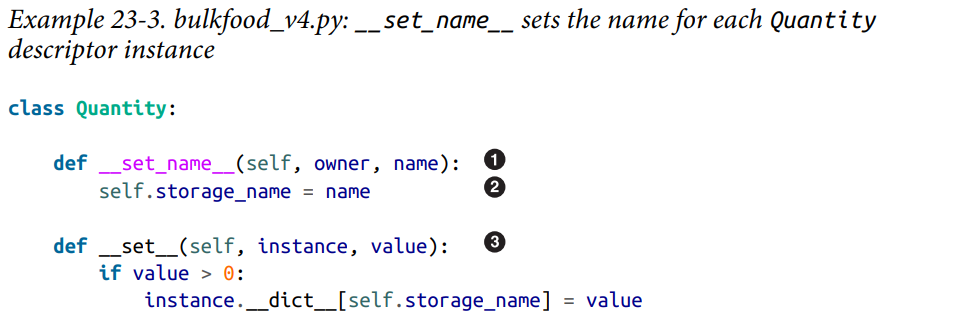 Example 23-3. bulkfood_v4.py: __set_name__ sets the name for each Quantity
descriptor instance
class Quantity:
def __set_name__(self, owner, name): ❶
self.storage_name = name ❷
def __set__(self, instance, value): ❸
if value > 0:
instance.__dict__[self.storage_name] = value